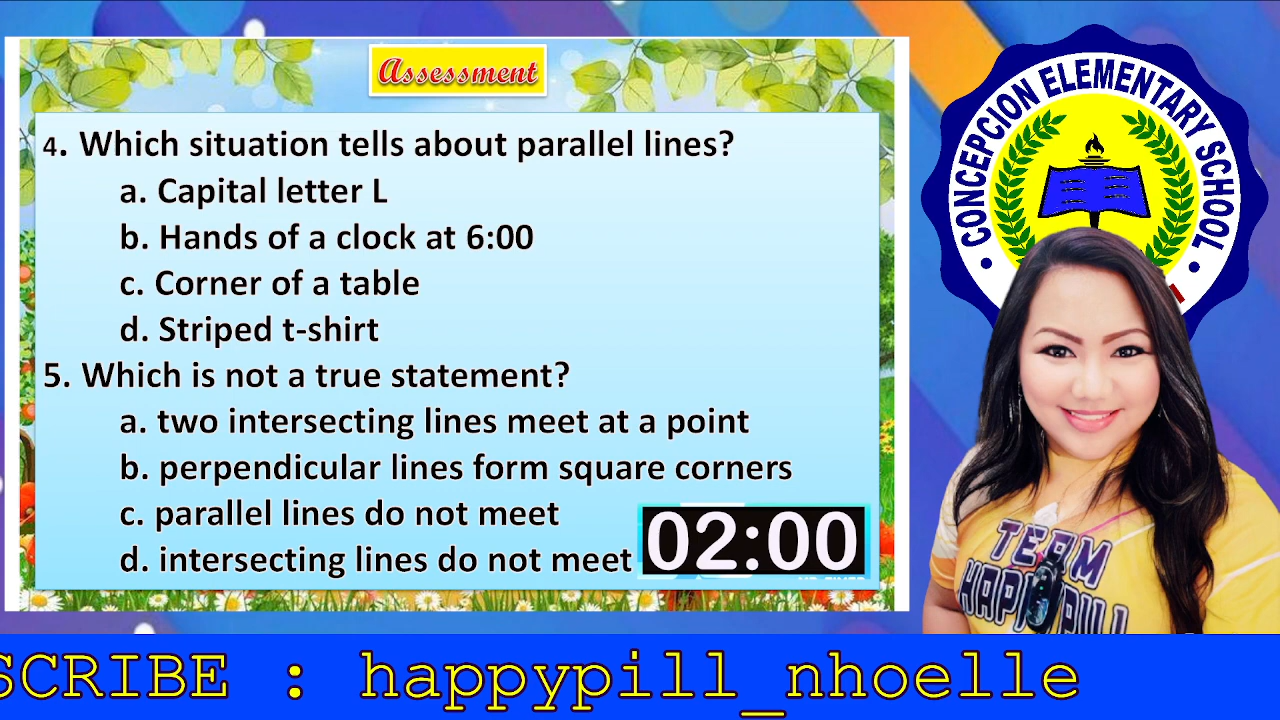 Assessment
4. Which situation tells about parallel lines?
a. Capital letter L
b. Hands of a clock at 6:00
c. Corner of a table
d. Striped t-shirt
5. Which is not a true statement?
a. two intersecting lines meet at a point
b. perpendicular lines form square corners
c. parallel lines do not meet
d. intersecting lines do not meet
02:00
CONCEPCION ELEMENTARY SCHOOL
TEAM
HAPPYPILL
SCRIBE : happypill_nhoelle